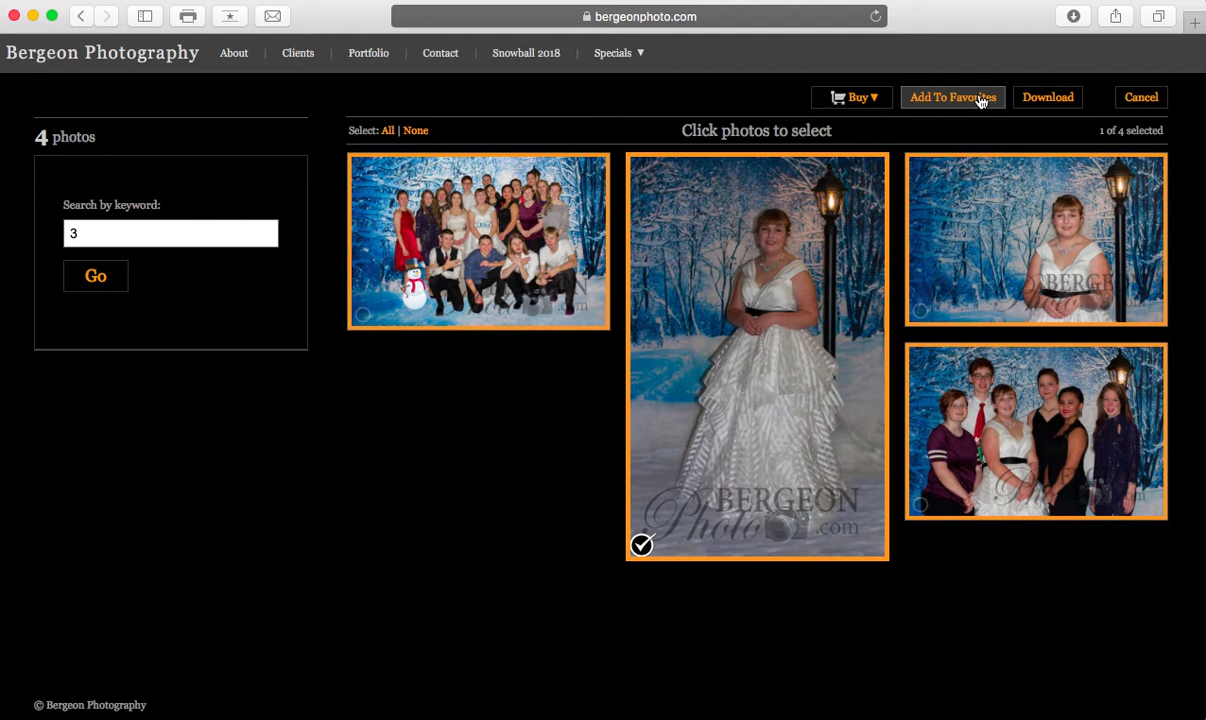 bergeonphoto.com
Bergeon Photography
About
Clients
Portfolio
Contact
Snowball 2018
Specials ▼
Buy ▼
Add To Favorites
Download
Cancel
4 photos
Select: All | None
Click photos to select
1 of 4 selected
Search by keyword:
3
Go
BERGEON
Photo
.com
© Bergeon Photography